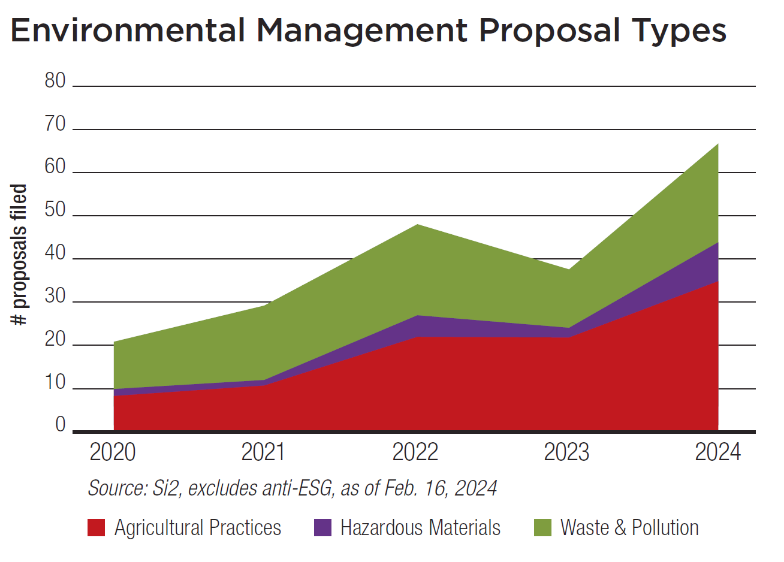 Environmental Management Proposal Types
80
70
60
50
40
30
20
10
0
# proposals filed
2020 2021 2022 2023 2024
Source: Si2, excludes anti-ESG, as of Feb. 16, 2024
Agricultural Practices Hazardous Materials Waste & Pollution